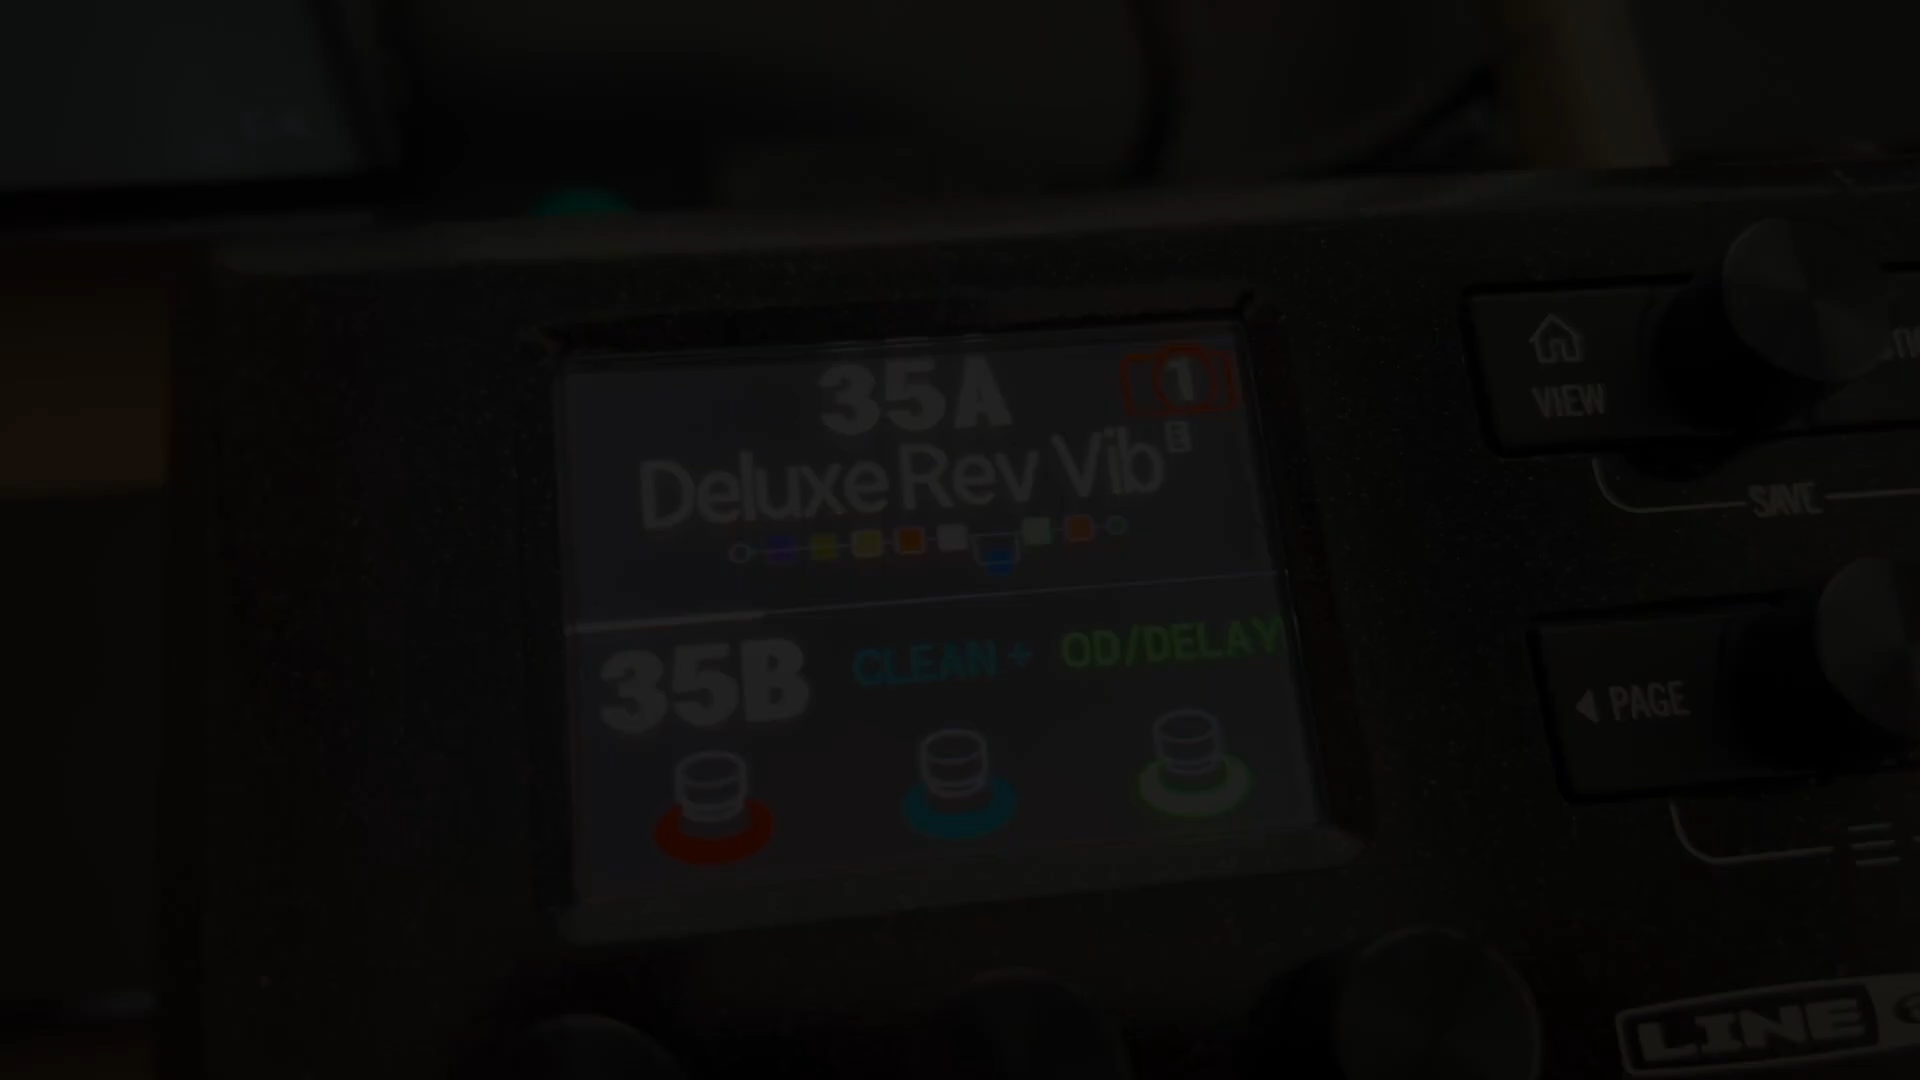 35A
1
Deluxe Rev Vib
E
35B
CLEAN +
OD/DELAY
VIEW
SAVE
PAGE
LINE